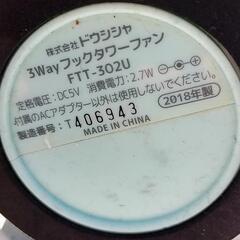 株式会社ドウシシャ
3Wayフックタワーファン
FTT-302U
定格電圧:DC5V 消費電力:2.7W
付属のACアダプター以外は使用しないでください。
2018年製
製造番号:T406943
MADE IN CHINA